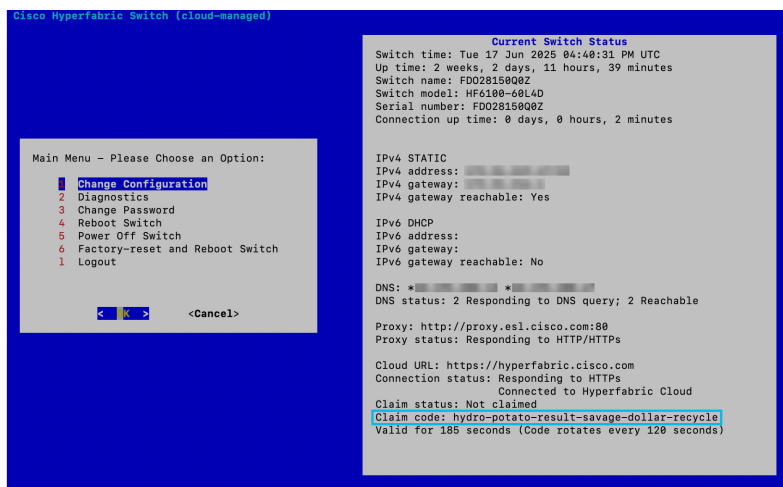 Cisco Hyperfabric Switch (cloud-managed)
Main Menu – Please Choose an Option:
1 Change Configuration
2 Diagnostics
3 Change Password
4 Reboot Switch
5 Power Off Switch
6 Factory-reset and Reboot Switch
l Logout
< OK >
<Cancel>
Current Switch Status
Switch time: Tue 17 Jun 2025 04:40:31 PM UTC
Up time: 2 weeks, 2 days, 11 hours, 39 minutes
Switch name: FDO28150Q0Z
Switch model: HF6100-60L4D
Serial number: FDO28150Q0Z
Connection up time: 0 days, 0 hours, 2 minutes
IPv4 STATIC
IPv4 address:
IPv4 gateway:
IPv4 gateway reachable: Yes
IPv6 DHCP
IPv6 address:
IPv6 gateway:
IPv6 gateway reachable: No
DNS: * *
DNS status: 2 Responding to DNS query; 2 Reachable
Proxy: http://proxy.esl.cisco.com:80
Proxy status: Responding to HTTP/HTTPs
Cloud URL: https://hyperfabric.cisco.com
Connection status: Responding to HTTPs
Connected to Hyperfabric Cloud
Claim status: Not claimed
Claim code: hydro-potato-result-savage-dollar-recycle
Valid for 185 seconds (Code rotates every 120 seconds)